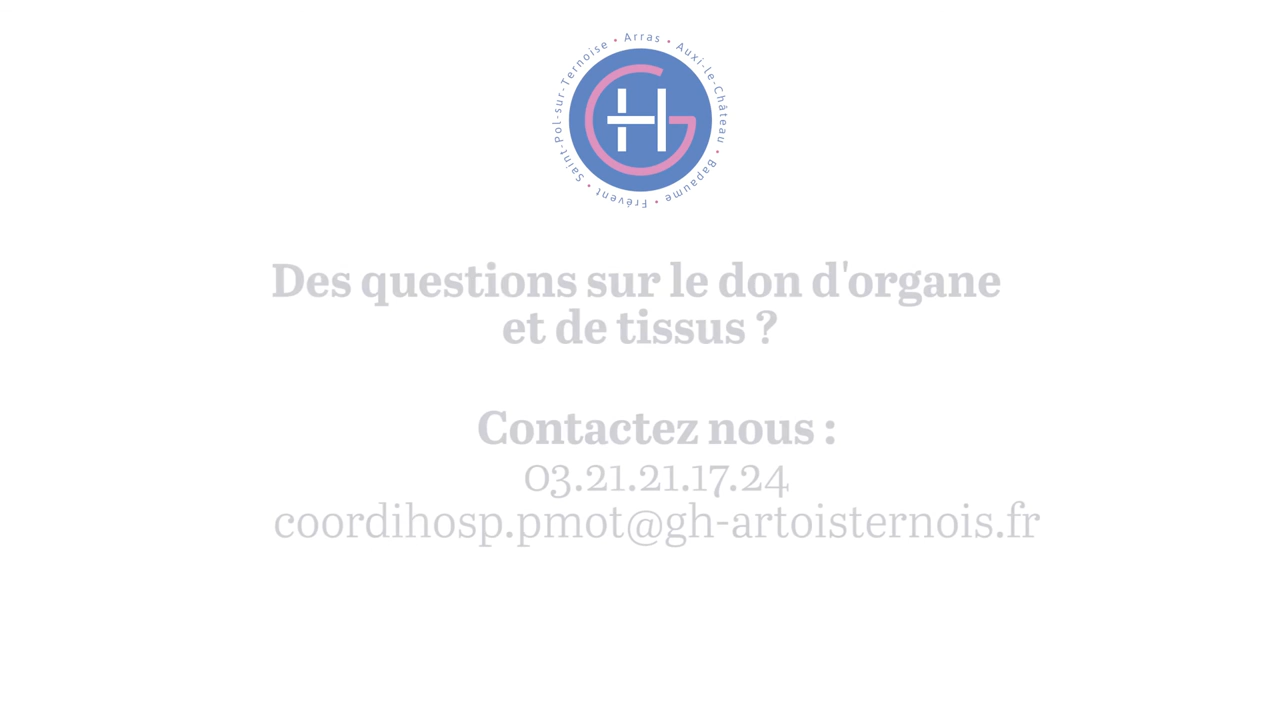 Saint-Pol-sur-Ternoise • Arras • Auxi-le-Château • Bapaume • Frévent •
GH
Des questions sur le don d'organe
et de tissus ?
Contactez nous :
03.21.21.17.24
coordihosp.pmot@gh-artoisternois.fr